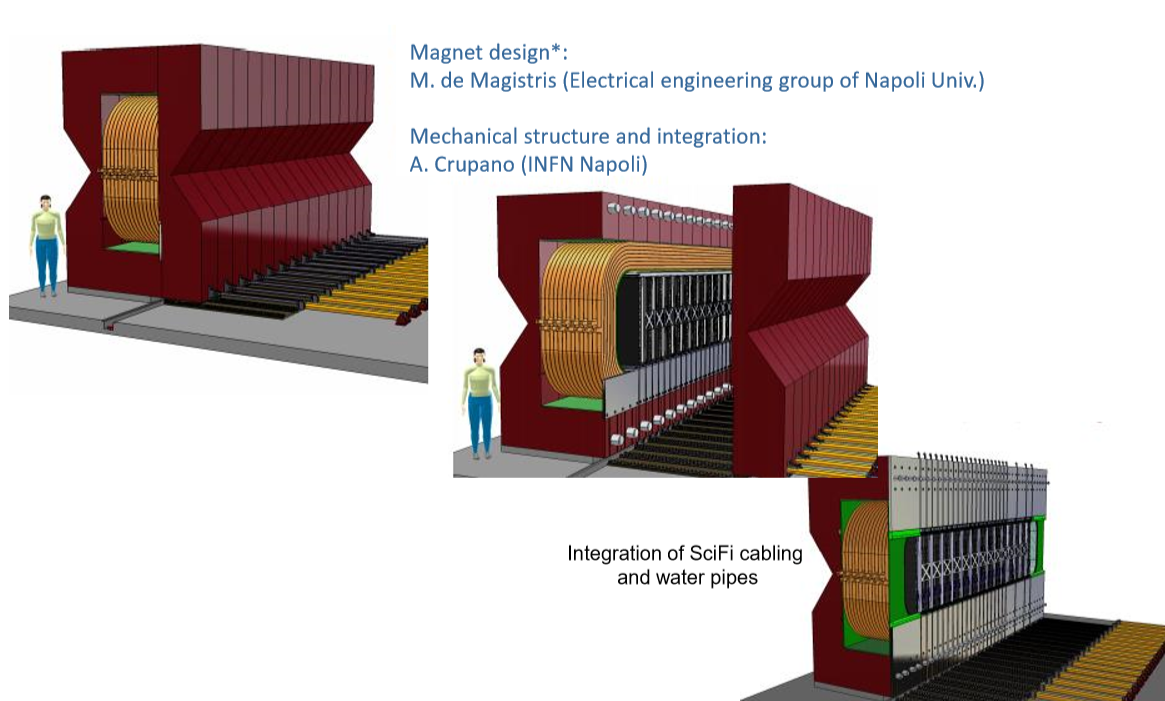 Magnet design*:
M. de Magistris (Electrical engineering group of Napoli Univ.)
Mechanical structure and integration:
A. Crupano (INFN Napoli)
Integration of SciFi cabling
and water pipes